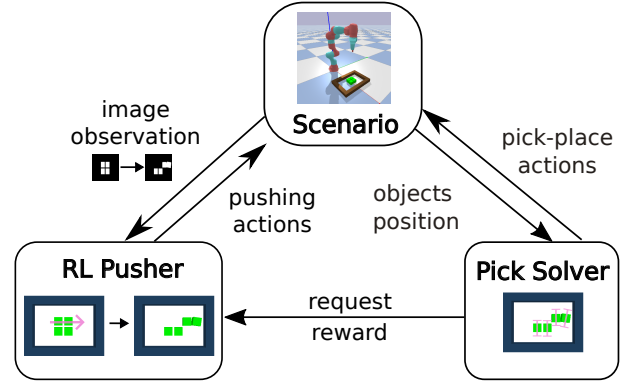 Scenario
image
observation
pick-place
actions
pushing
actions
objects
position
RL Pusher
Pick Solver
request
reward